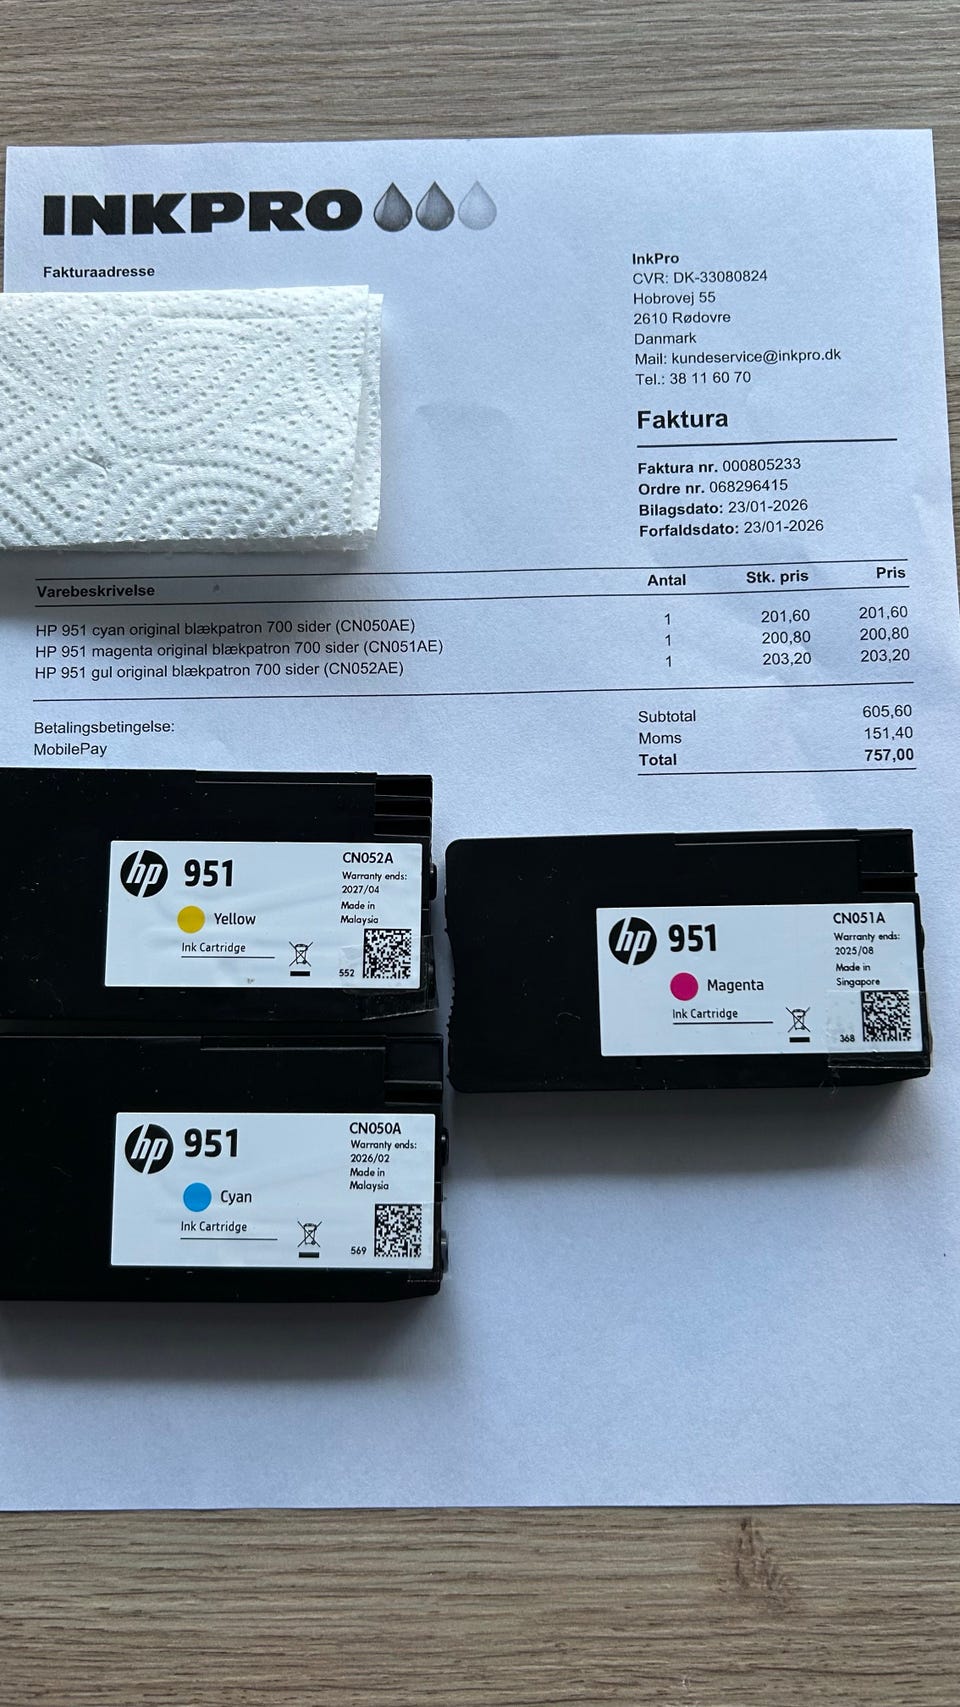 INKPRO
Fakturaadresse
InkPro
CVR: DK-33080824
Hobrovej 55
2610 Rødovre
Danmark
Mail: kundeservice@inkpro.dk
Tel.: 38 11 60 70
Faktura
Faktura nr. 000805233
Ordre nr. 068296415
Bilagsdato: 23/01-2026
Forfaldsdato: 23/01-2026
Varebeskrivelse Antal Stk. pris Pris
HP 951 cyan original blækpatron 700 sider (CN050AE) 1 201,60 201,60
HP 951 magenta original blækpatron 700 sider (CN051AE) 1 200,80 200,80
HP 951 gul original blækpatron 700 sider (CN052AE) 1 203,20 203,20
Betalingsbetingelse:
MobilePay
Subtotal 605,60
Moms 151,40
Total 757,00
hp 951
Yellow
Ink Cartridge
CN052A
Warranty ends:
2027/04
Made in
Malaysia
552
hp 951
Magenta
Ink Cartridge
CN051A
Warranty ends:
2025/08
Made in
Singapore
368
hp 951
Cyan
Ink Cartridge
CN050A
Warranty ends:
2026/02
Made in
Malaysia
569